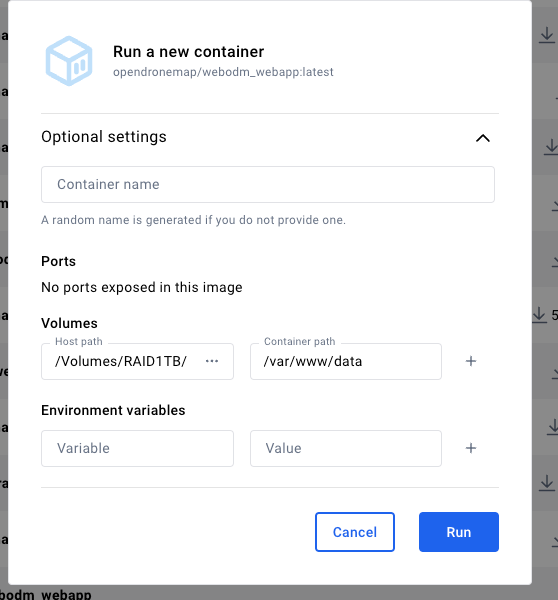 Run a new container
opendronemap/webodm_webapp:latest
Optional settings
Container name
A random name is generated if you do not provide one.
Ports
No ports exposed in this image
Volumes
Host path
Container path
/Volumes/RAID1TB/ ···
/var/www/data
+
Environment variables
Variable
Value
+
Cancel
Run
5
webapp